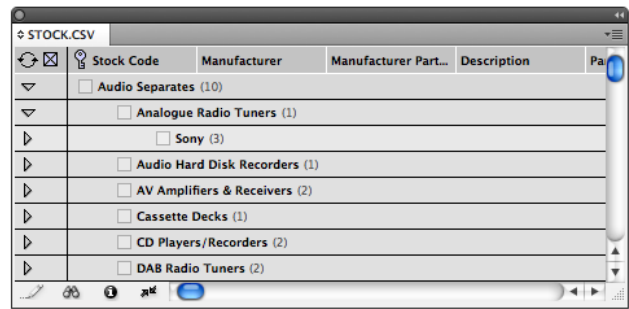 STOCK.CSV
Stock Code Manufacturer Manufacturer Part... Description Pa
Audio Separates (10)
Analogue Radio Tuners (1)
Sony (3)
Audio Hard Disk Recorders (1)
AV Amplifiers & Receivers (2)
Cassette Decks (1)
CD Players/Recorders (2)
DAB Radio Tuners (2)